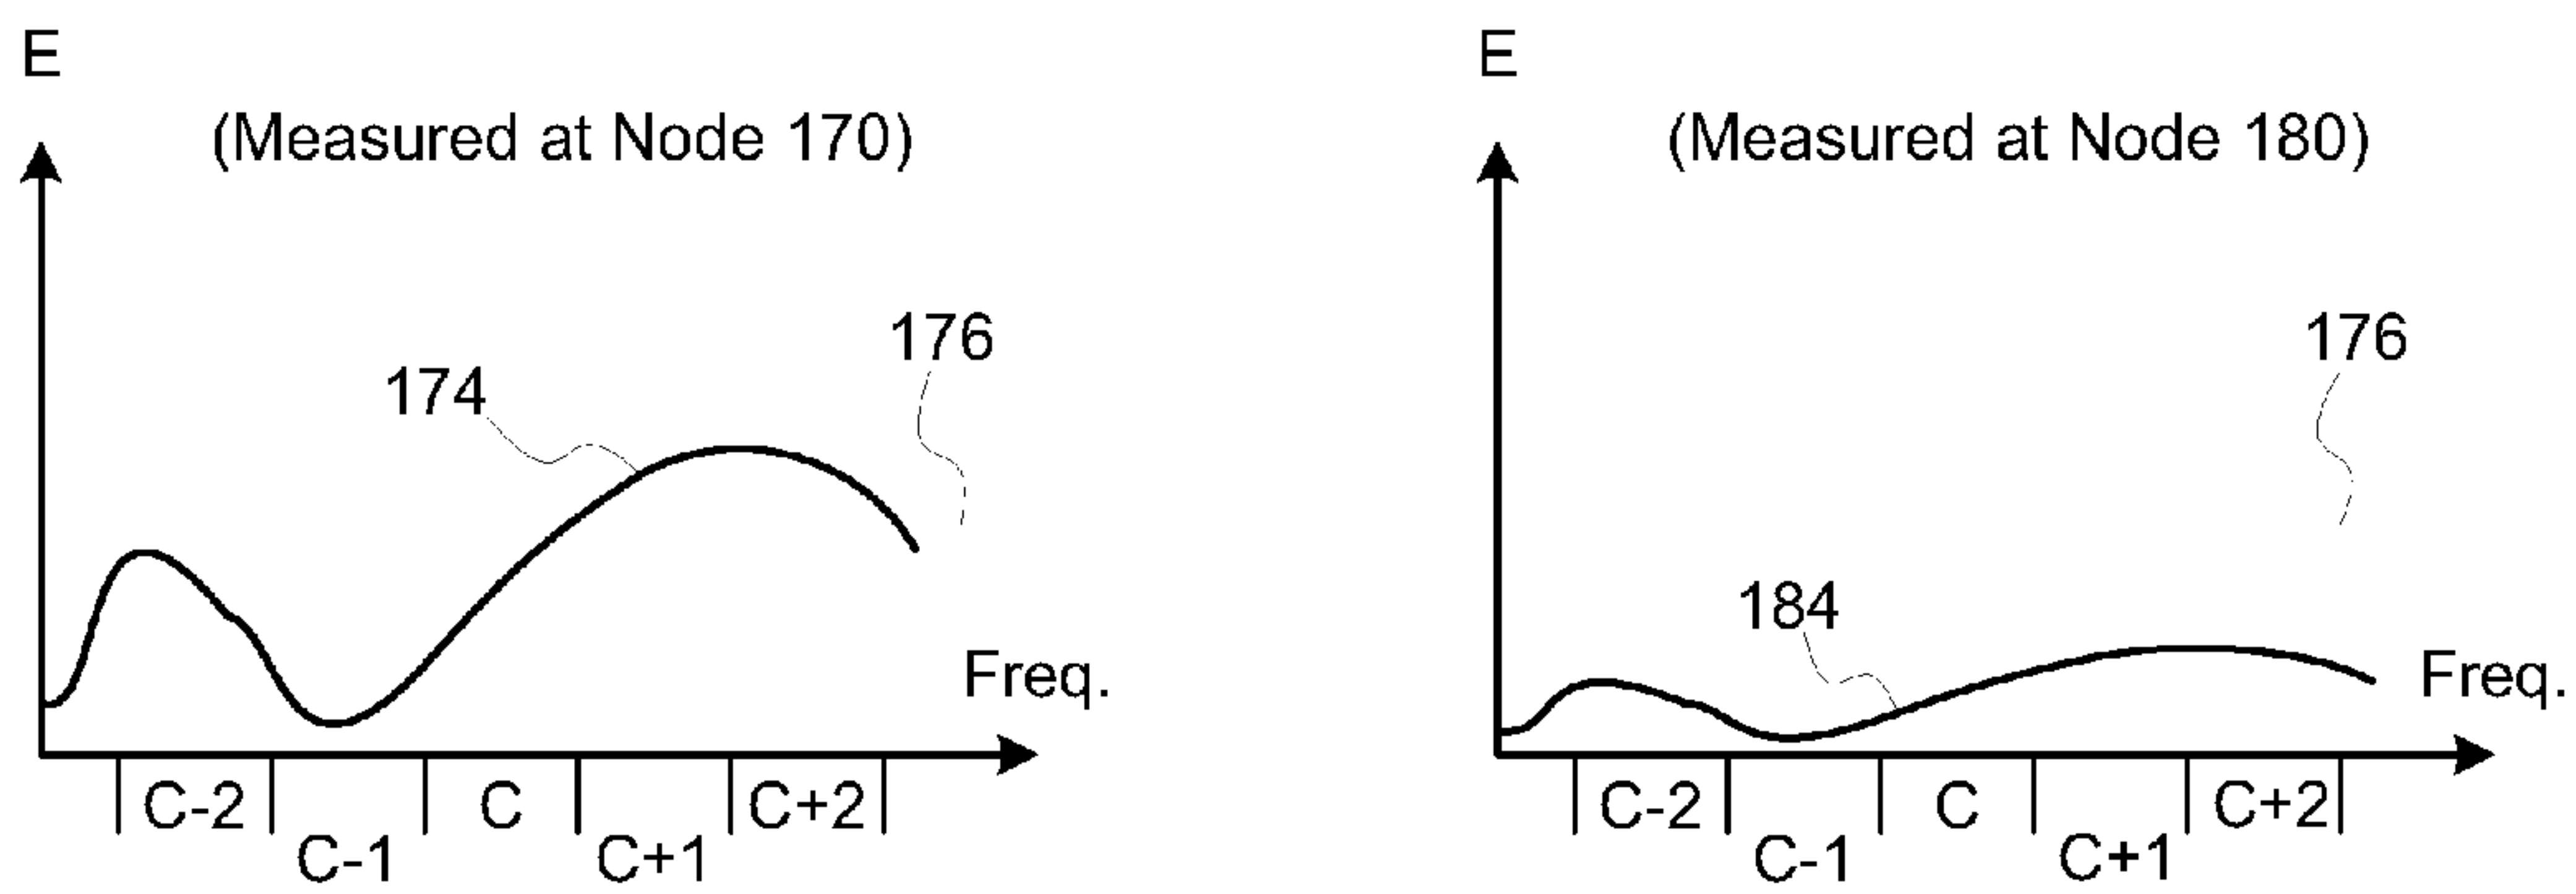 E
(Measured at Node 170)
174
176
Freq.
C-2
C-1
C
C+1
C+2
E
(Measured at Node 180)
176
184
Freq.
C-2
C-1
C
C+1
C+2